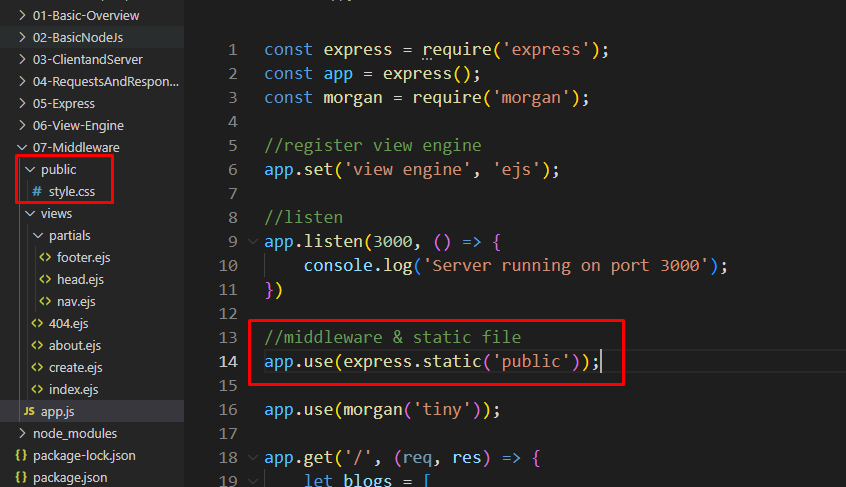 01-Basic-Overview
02-BasicNodeJs
03-ClientandServer
04-RequestsAndRespon...
05-Express
06-View-Engine
07-Middleware
public
# style.css
views
partials
<> footer.ejs
<> head.ejs
<> nav.ejs
<> 404.ejs
<> about.ejs
<> create.ejs
<> index.ejs
JS app.js
node_modules
{} package-lock.json
{} package.json
1 const express = require('express');
2 const app = express();
3 const morgan = require('morgan');
4
5 //register view engine
6 app.set('view engine', 'ejs');
7
8 //listen
9 app.listen(3000, () => {
10 console.log('Server running on port 3000');
11 })
12
13 //middleware & static file
14 app.use(express.static('public'));
15
16 app.use(morgan('tiny'));
17
18 app.get('/', (req, res) => {
19 let blogs = [